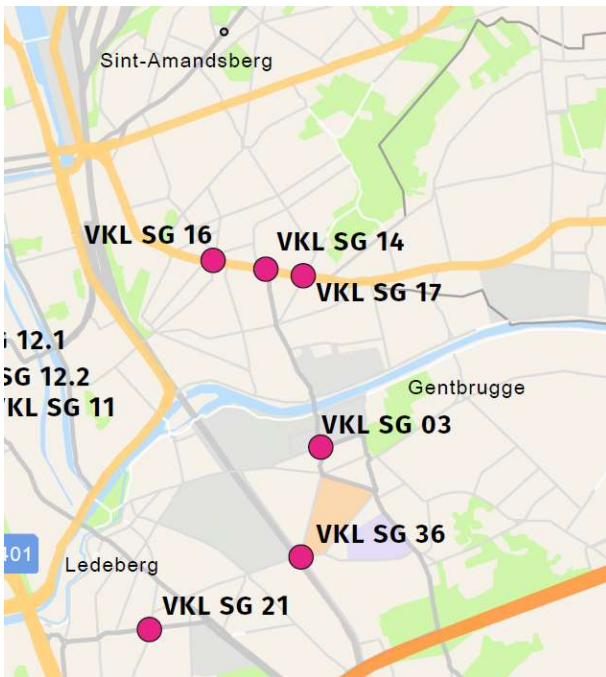 Sint-Amandsberg
VKL SG 16
VKL SG 14
VKL SG 17
12.1
SG 12.2
VKL SG 11
Gentbrugge
VKL SG 03
401
VKL SG 36
Ledeberg
VKL SG 21